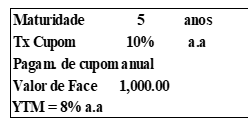 Maturidade 5 anos
Tx Cupom 10% a.a
Pagam. de cupom anual
Valor de Face 1,000.00
YTM = 8% a.a